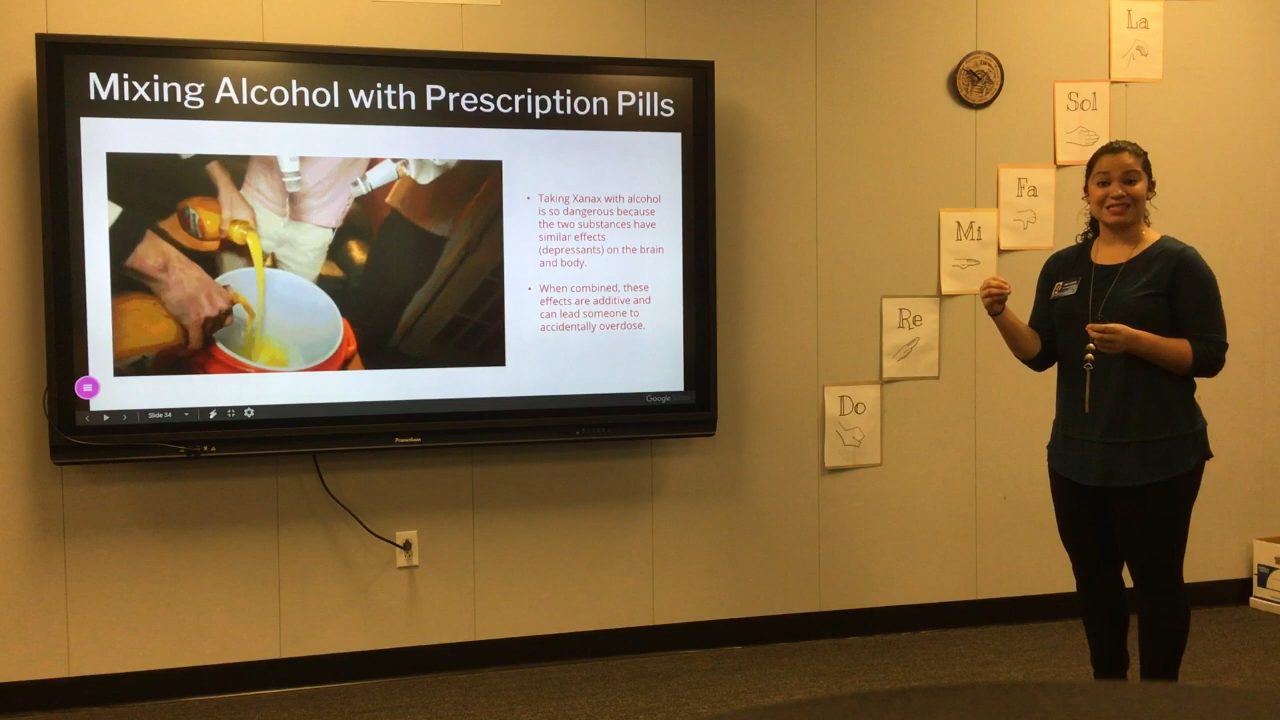 Mixing Alcohol with Prescription Pills
• Taking Xanax with alcohol
is so dangerous because
the two substances have
similar effects
(depressants) on the brain
and body.
• When combined, these
effects are additive and
can lead someone to
accidentally overdose.
Slide 34
Google
Promethean
La
Sol
Fa
Mi
Re
Do